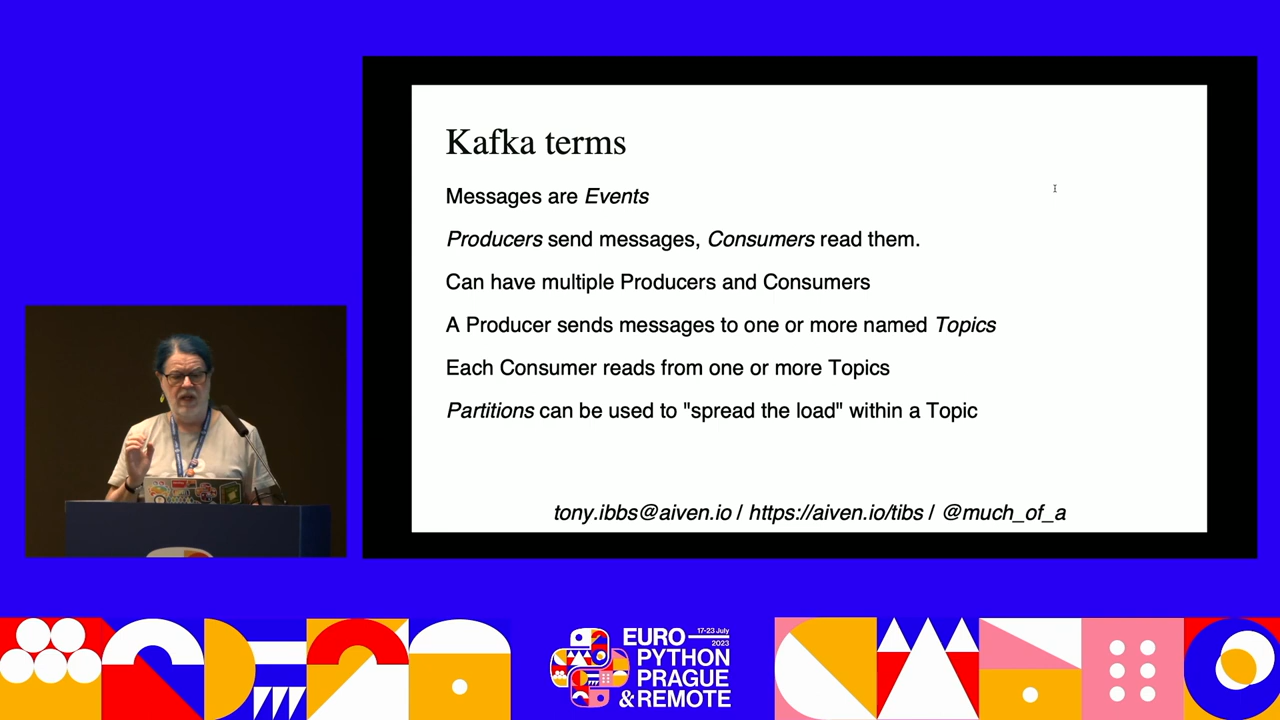 Kafka terms
Messages are Events
Producers send messages, Consumers read them.
Can have multiple Producers and Consumers
A Producer sends messages to one or more named Topics
Each Consumer reads from one or more Topics
Partitions can be used to "spread the load" within a Topic
tony.ibbs@aiven.io / https://aiven.io/tibs / @much_of_a
EURO 17-23 July 2023
PYTHON
PRAGUE
& REMOTE